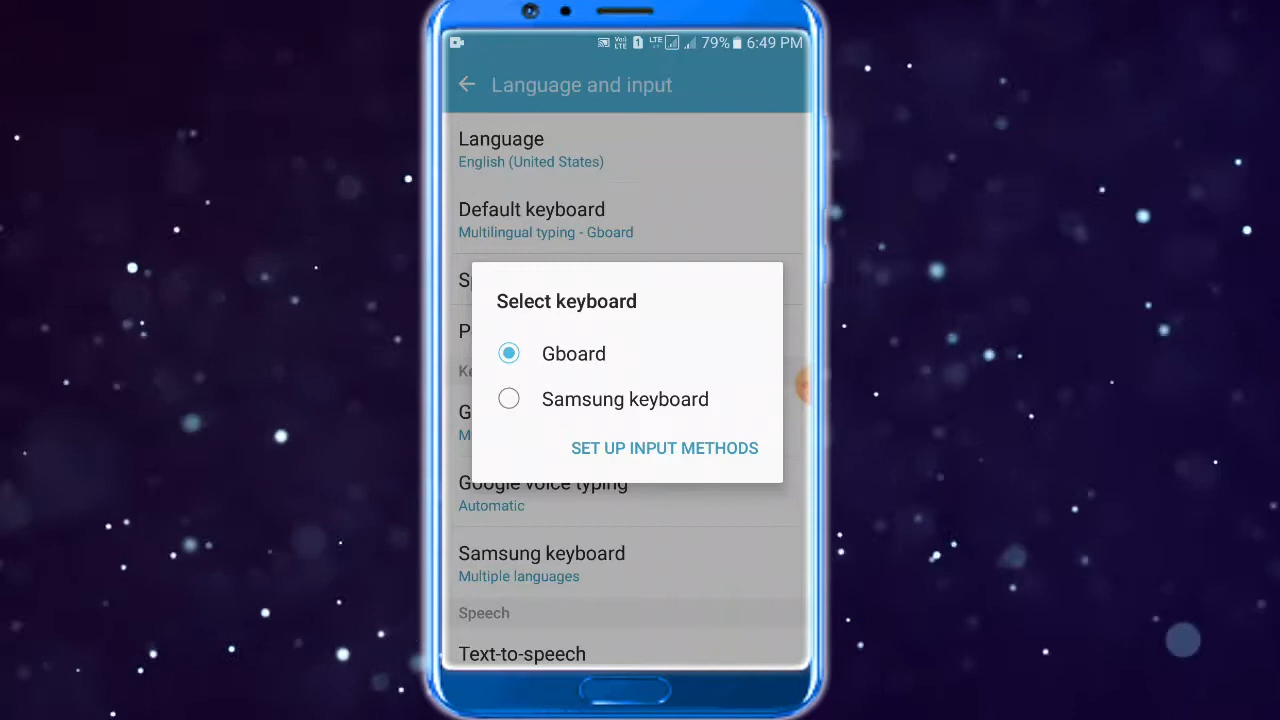 79% 6:49 PM
Language and input
Language
English (United States)
Default keyboard
Multilingual typing - Gboard
Select keyboard
Gboard
Samsung keyboard
SET UP INPUT METHODS
Google voice typing
Automatic
Samsung keyboard
Multiple languages
Speech
Text-to-speech